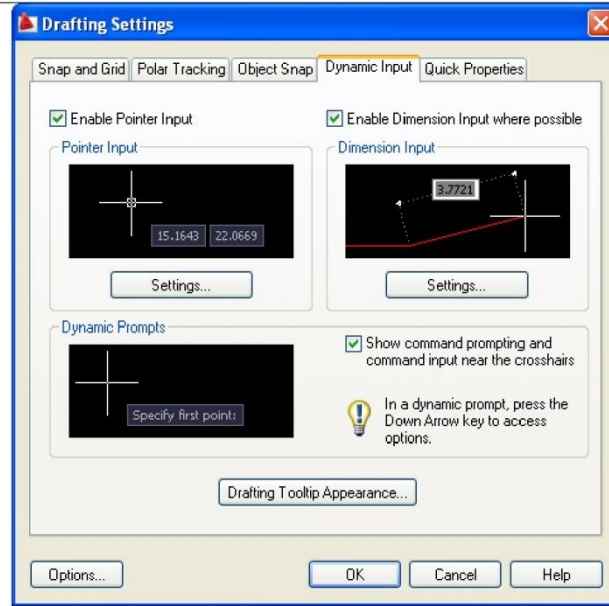 Drafting Settings
Snap and Grid Polar Tracking Object Snap Dynamic Input Quick Properties
Enable Pointer Input
Enable Dimension Input where possible
Pointer Input
15.1643 22.0669
Settings...
Dimension Input
3.7721
Settings...
Dynamic Prompts
Specify first point:
Show command prompting and
command input near the crosshairs
In a dynamic prompt, press the
Down Arrow key to access
options.
Drafting Tooltip Appearance...
Options... OK Cancel Help